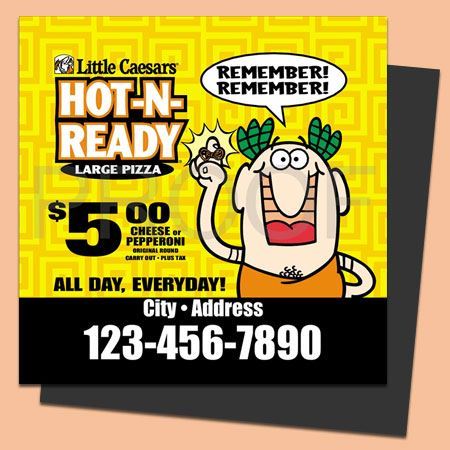 Little Caesars®
HOT-N-
READY
LARGE PIZZA
REMEMBER!
REMEMBER!
$5.00
CHEESE or
PEPPERONI
ORIGINAL ROUND
CARRY OUT • PLUS TAX
ALL DAY, EVERYDAY!
City • Address
123-456-7890
PROOF